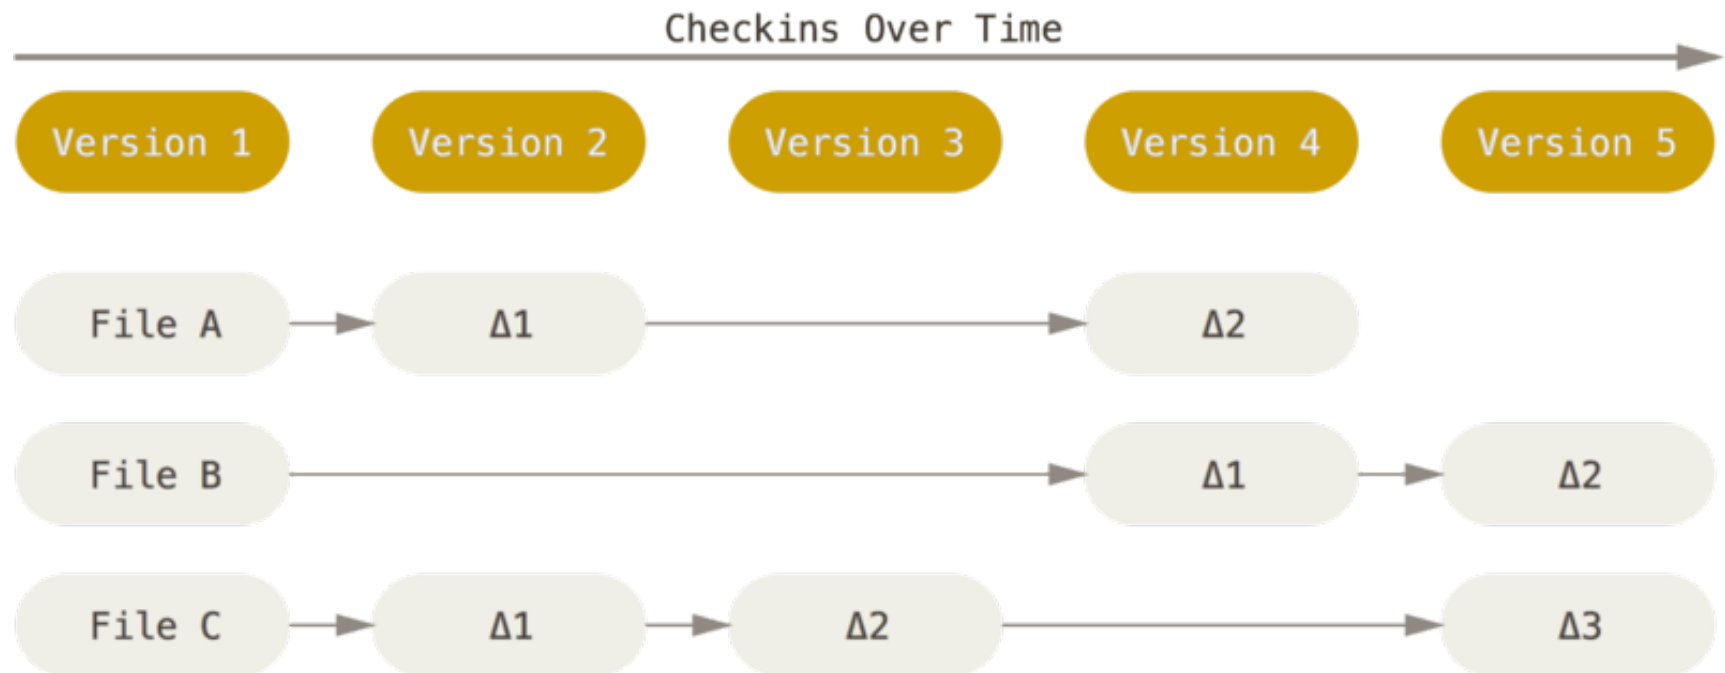 Checkins Over Time
Version 1 Version 2 Version 3 Version 4 Version 5
File A Δ1 Δ2
File B Δ1 Δ2
File C Δ1 Δ2 Δ3